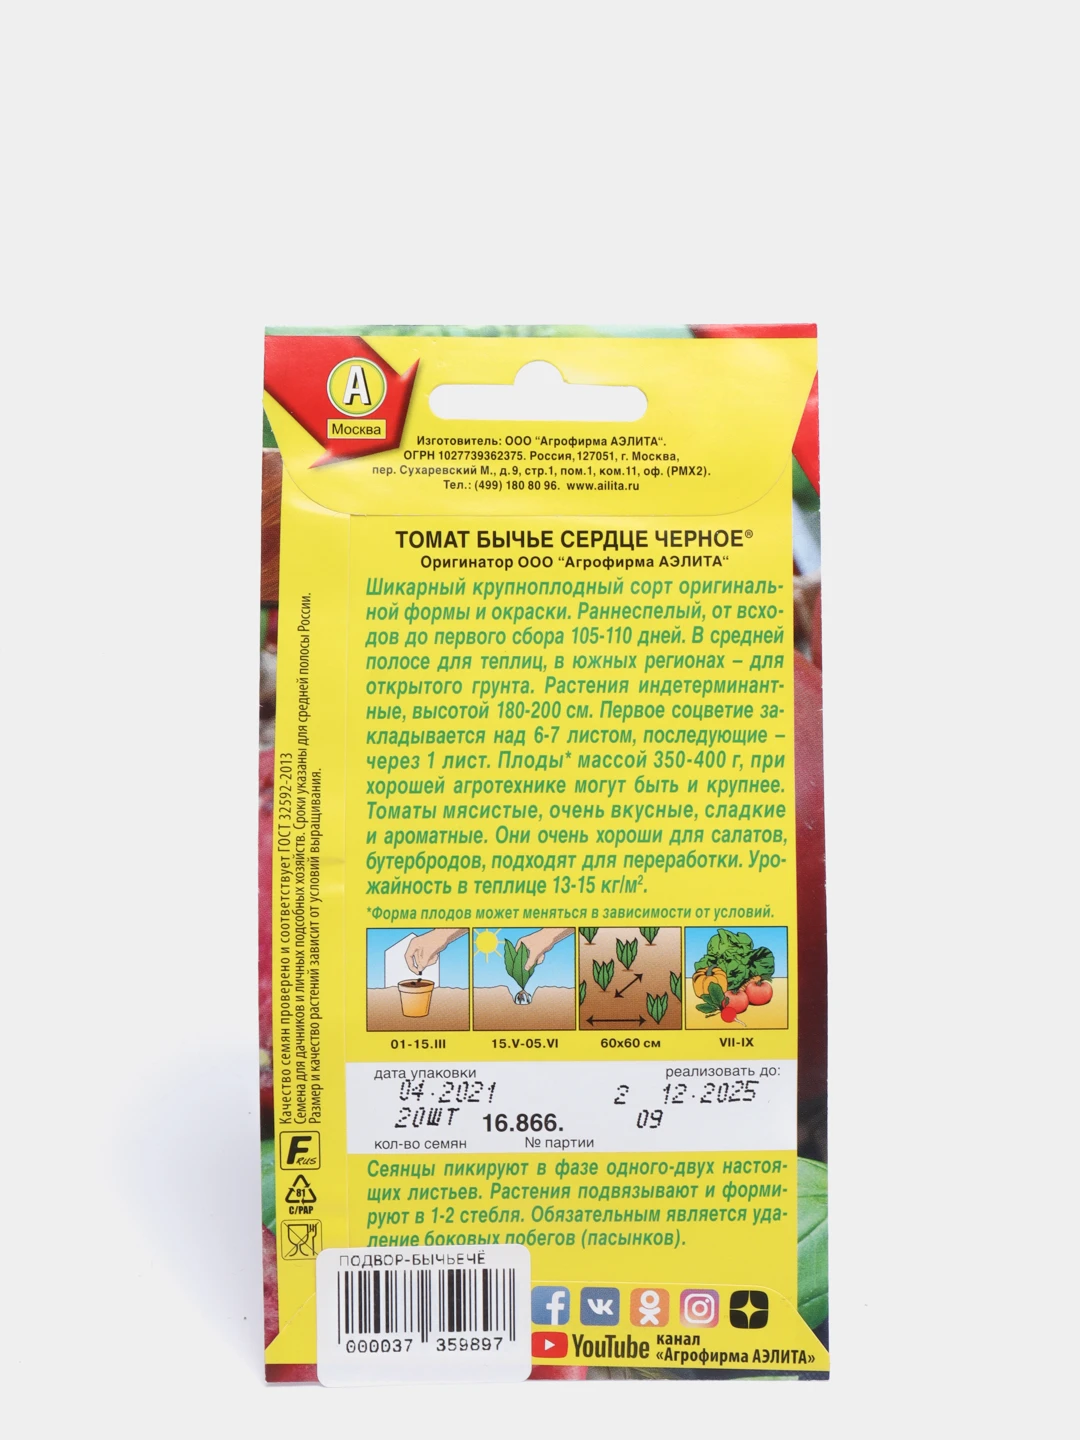 А
Москва
Изготовитель: ООО "Агрофирма АЭЛИТА".
ОГРН 1027739362375. Россия, 127051, г. Москва,
пер. Сухаревский М., д.9, стр.1, пом.1, ком.11, оф. (РМХ2).
Тел.: (499) 180 80 96. www.ailita.ru
ТОМАТ БЫЧЬЕ СЕРДЦЕ ЧЕРНОЕ®
Оригинатор ООО "Агрофирма АЭЛИТА"
Шикарный крупноплодный сорт оригиналь-
ной формы и окраски. Раннеспелый, от всхо-
дов до первого сбора 105-110 дней. В средней
полосе для теплиц, в южных регионах – для
открытого грунта. Растения индетерминант-
ные, высотой 180-200 см. Первое соцветие за-
кладывается над 6-7 листом, последующие –
через 1 лист. Плоды* массой 350-400 г, при
хорошей агротехнике могут быть и крупнее.
Томаты мясистые, очень вкусные, сладкие
и ароматные. Они очень хороши для салатов,
бутербродов, подходят для переработки. Уро-
жайность в теплице 13-15 кг/м².
*Форма плодов может меняться в зависимости от условий.
01-15.III
15.V-05.VI
60х60 см
VII-IX
дата упаковки
реализовать до:
04.2021
2 12.2025
20ШТ
16.866.
09
кол-во семян
№ партии
Сеянцы пикируют в фазе одного-двух настоя-
щих листьев. Растения подвязывают и форми-
руют в 1-2 стебля. Обязательным является уда-
ление боковых побегов (пасынков).
Качество семян проверено и соответствует ГОСТ 32592-2013
Семена для дачников и личных подсобных хозяйств. Сроки указаны для средней полосы России.
Размер и качество растений зависит от условий выращивания.
F RUS
81
C/PAP
ПОДВОР-БЫЧЬЕЧЁ
000037 359897
YouTube
канал
«Агрофирма АЭЛИТА»